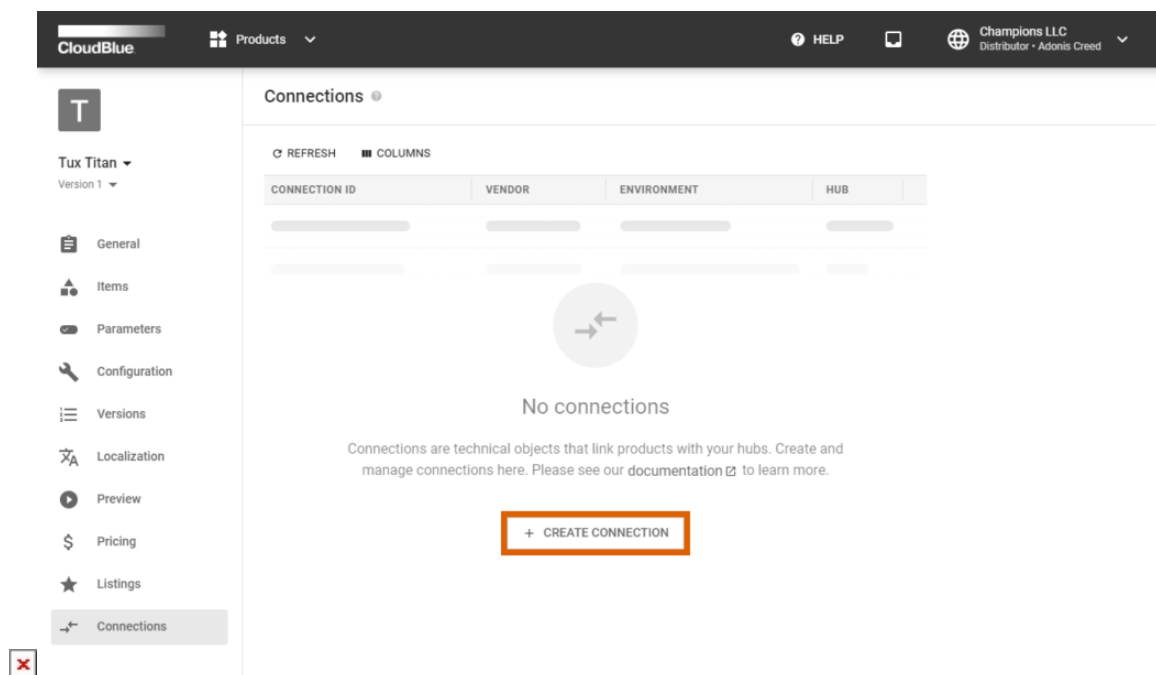 CloudBlue
Products
HELP
Champions LLC
Distributor • Adonis Creed
T
Tux Titan
Version 1
General
Items
Parameters
Configuration
Versions
Localization
Preview
Pricing
Listings
Connections
Connections
REFRESH COLUMNS
CONNECTION ID VENDOR ENVIRONMENT HUB
No connections
Connections are technical objects that link products with your hubs. Create and
manage connections here. Please see our documentation to learn more.
+ CREATE CONNECTION